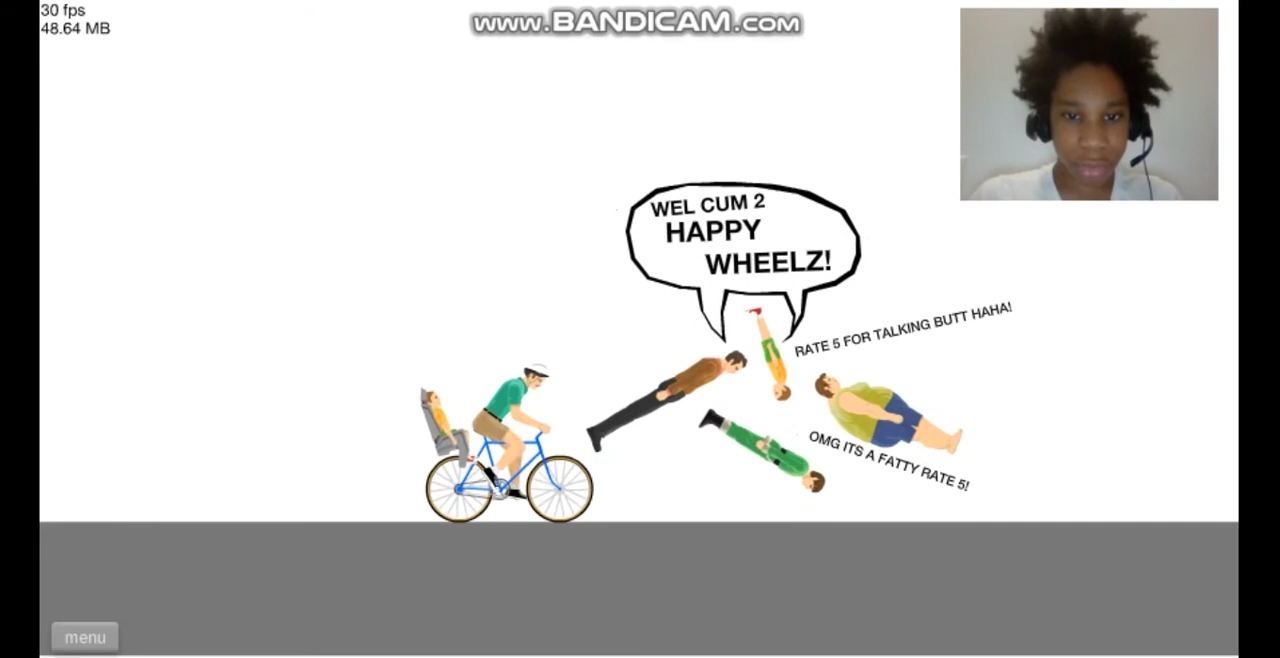 30 fps
48.64 MB
www.BANDICAM.com
WEL CUM 2
HAPPY
WHEELZ!
RATE 5 FOR TALKING BUTT HAHA!
OMG ITS A FATTY RATE 5!
menu